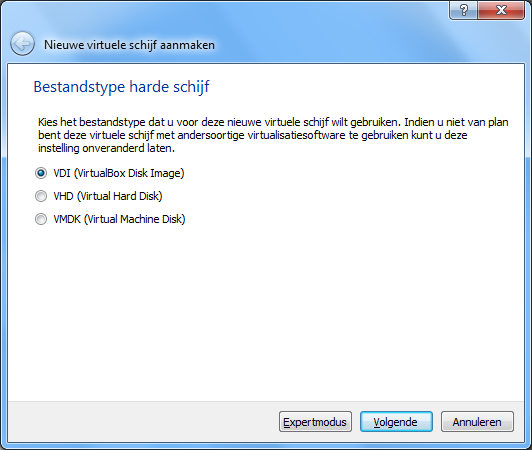 ?
Nieuwe virtuele schijf aanmaken
Bestandstype harde schijf
Kies het bestandstype dat u voor deze nieuwe virtuele schijf wilt gebruiken. Indien u niet van plan
bent deze virtuele schijf met andersoortige virtualisatiesoftware te gebruiken kunt u deze
instelling onveranderd laten.
VDI (VirtualBox Disk Image)
VHD (Virtual Hard Disk)
VMDK (Virtual Machine Disk)
Expertmodus Volgende Annuleren